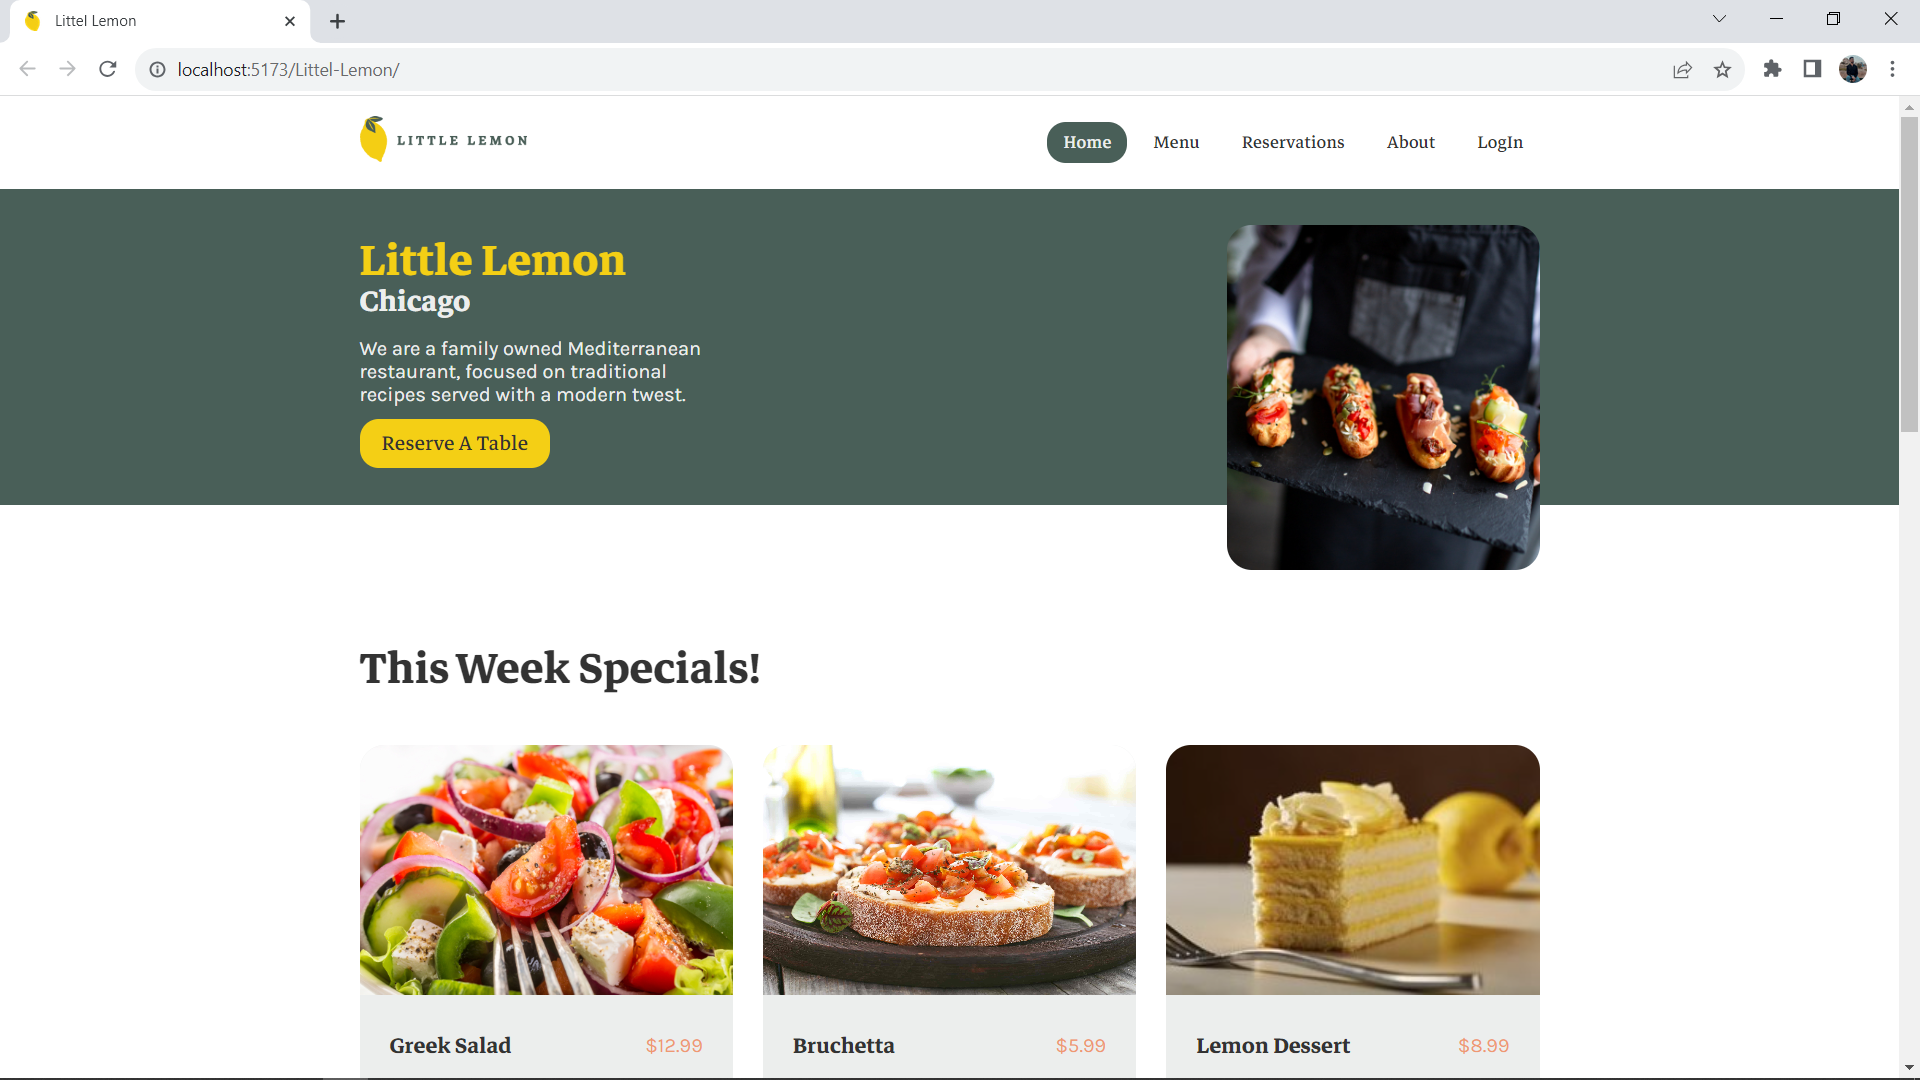 Littel Lemon
localhost:5173/Littel-Lemon/
LITTLE LEMON
Home Menu Reservations About LogIn
Little Lemon
Chicago
We are a family owned Mediterranean
restaurant, focused on traditional
recipes served with a modern twest.
Reserve A Table
This Week Specials!
Greek Salad $12.99
Bruchetta $5.99
Lemon Dessert $8.99